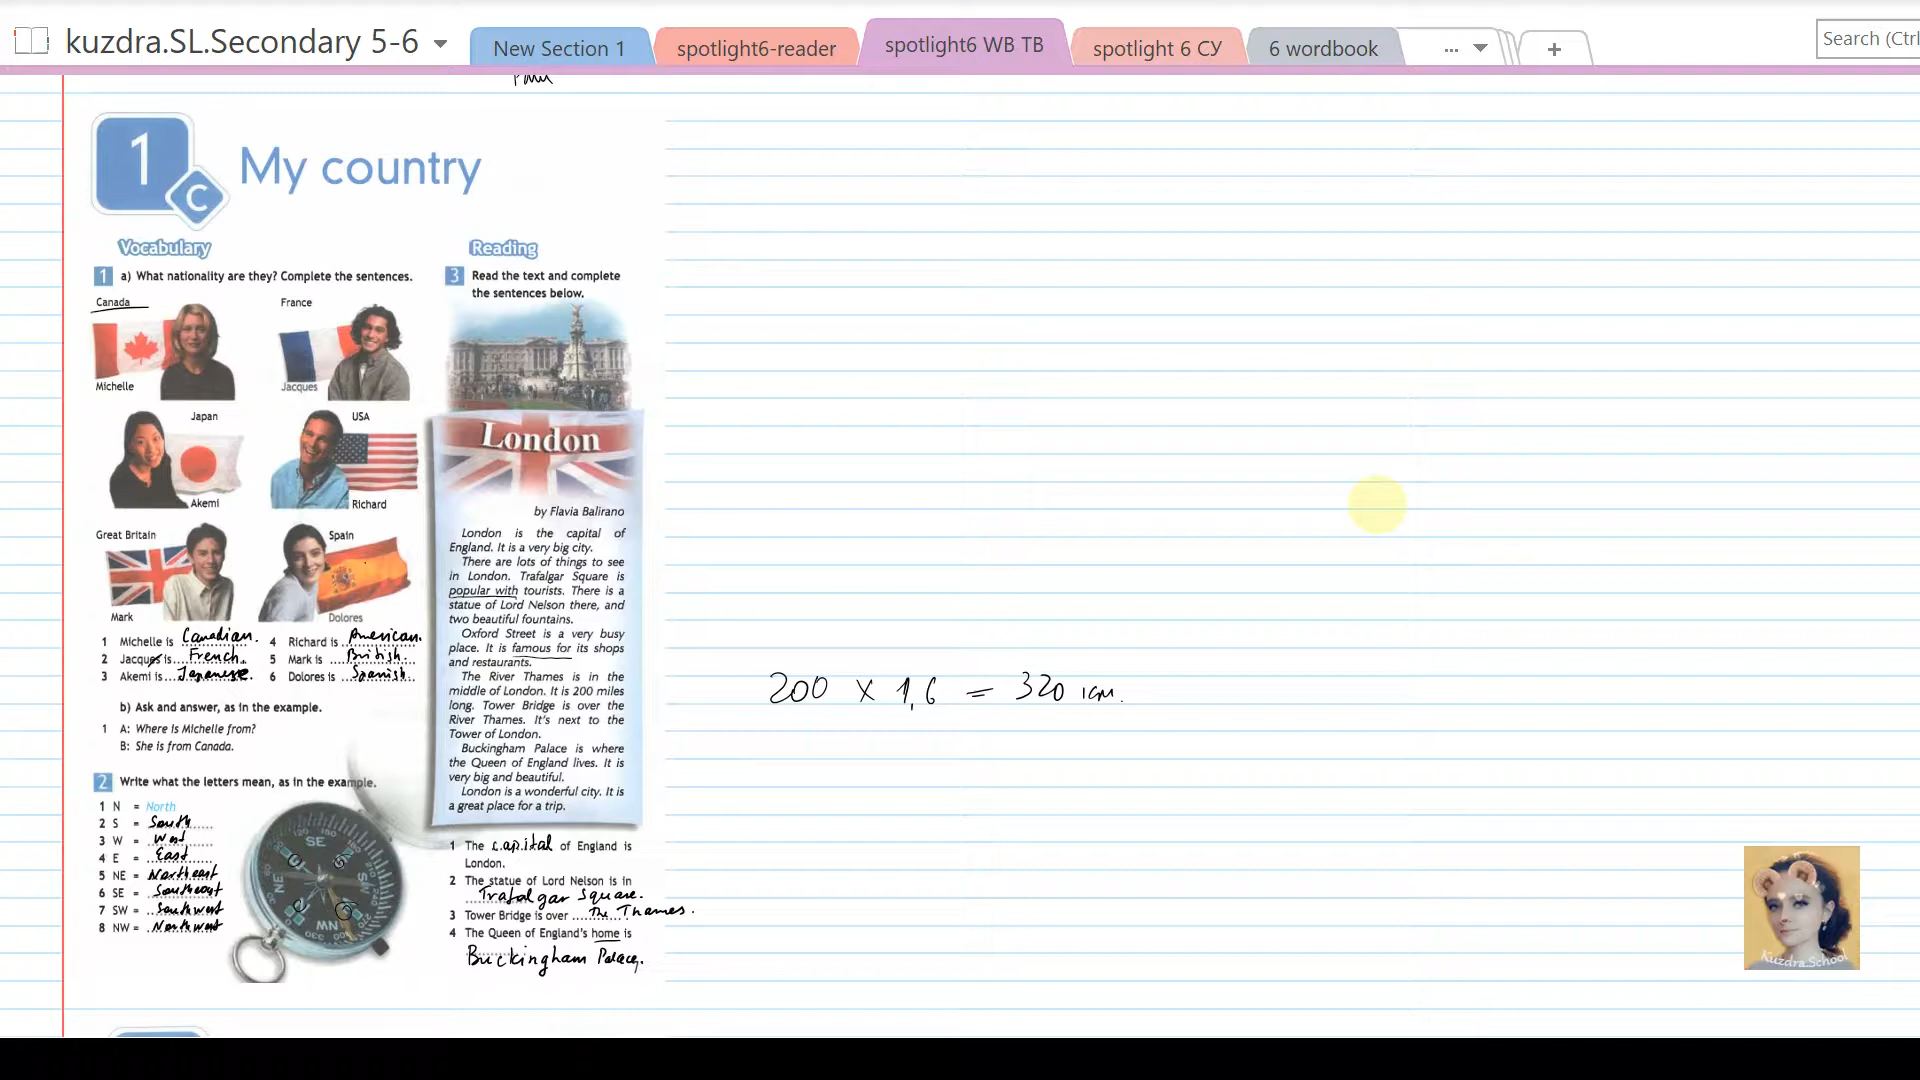 kuzdra.SL.Secondary 5-6
New Section 1
spotlight6-reader
spotlight6 WB TB
spotlight 6 СУ
6 wordbook
...
+
Search (Ctrl
1
C
My country
Vocabulary
1 a) What nationality are they? Complete the sentences.
Canada
France
Michelle
Jacques
Japan
USA
Akemi
Richard
Great Britain
Spain
Mark
Dolores
1 Michelle is Canadian.
2 Jacques is French.
3 Akemi is Japanese.
4 Richard is American.
5 Mark is British.
6 Dolores is Spanish.
b) Ask and answer, as in the example.
1 A: Where is Michelle from?
B: She is from Canada.
2 Write what the letters mean, as in the example.
1 N = North
2 S = South
3 W = West
4 E = East
5 NE = Northeast
6 SE = Southeast
7 SW = Southwest
8 NW = Northwest
SE
NE
SW
NW
Reading
3 Read the text and complete
the sentences below.
London
by Flavia Balirano
London is the capital of
England. It is a very big city.
There are lots of things to see
in London. Trafalgar Square is
popular with tourists. There is a
statue of Lord Nelson there, and
two beautiful fountains.
Oxford Street is a very busy
place. It is famous for its shops
and restaurants.
The River Thames is in the
middle of London. It is 200 miles
long. Tower Bridge is over the
River Thames. It's next to the
Tower of London.
Buckingham Palace is where
the Queen of England lives. It is
very big and beautiful.
London is a wonderful city. It is
a great place for a trip.
1 The capital of England is
London.
2 The statue of Lord Nelson is in
Trafalgar Square.
3 Tower Bridge is over The Thames.
4 The Queen of England's home is
Buckingham Palace.
200 x 1,6 = 320 км.
Kuzdra.School